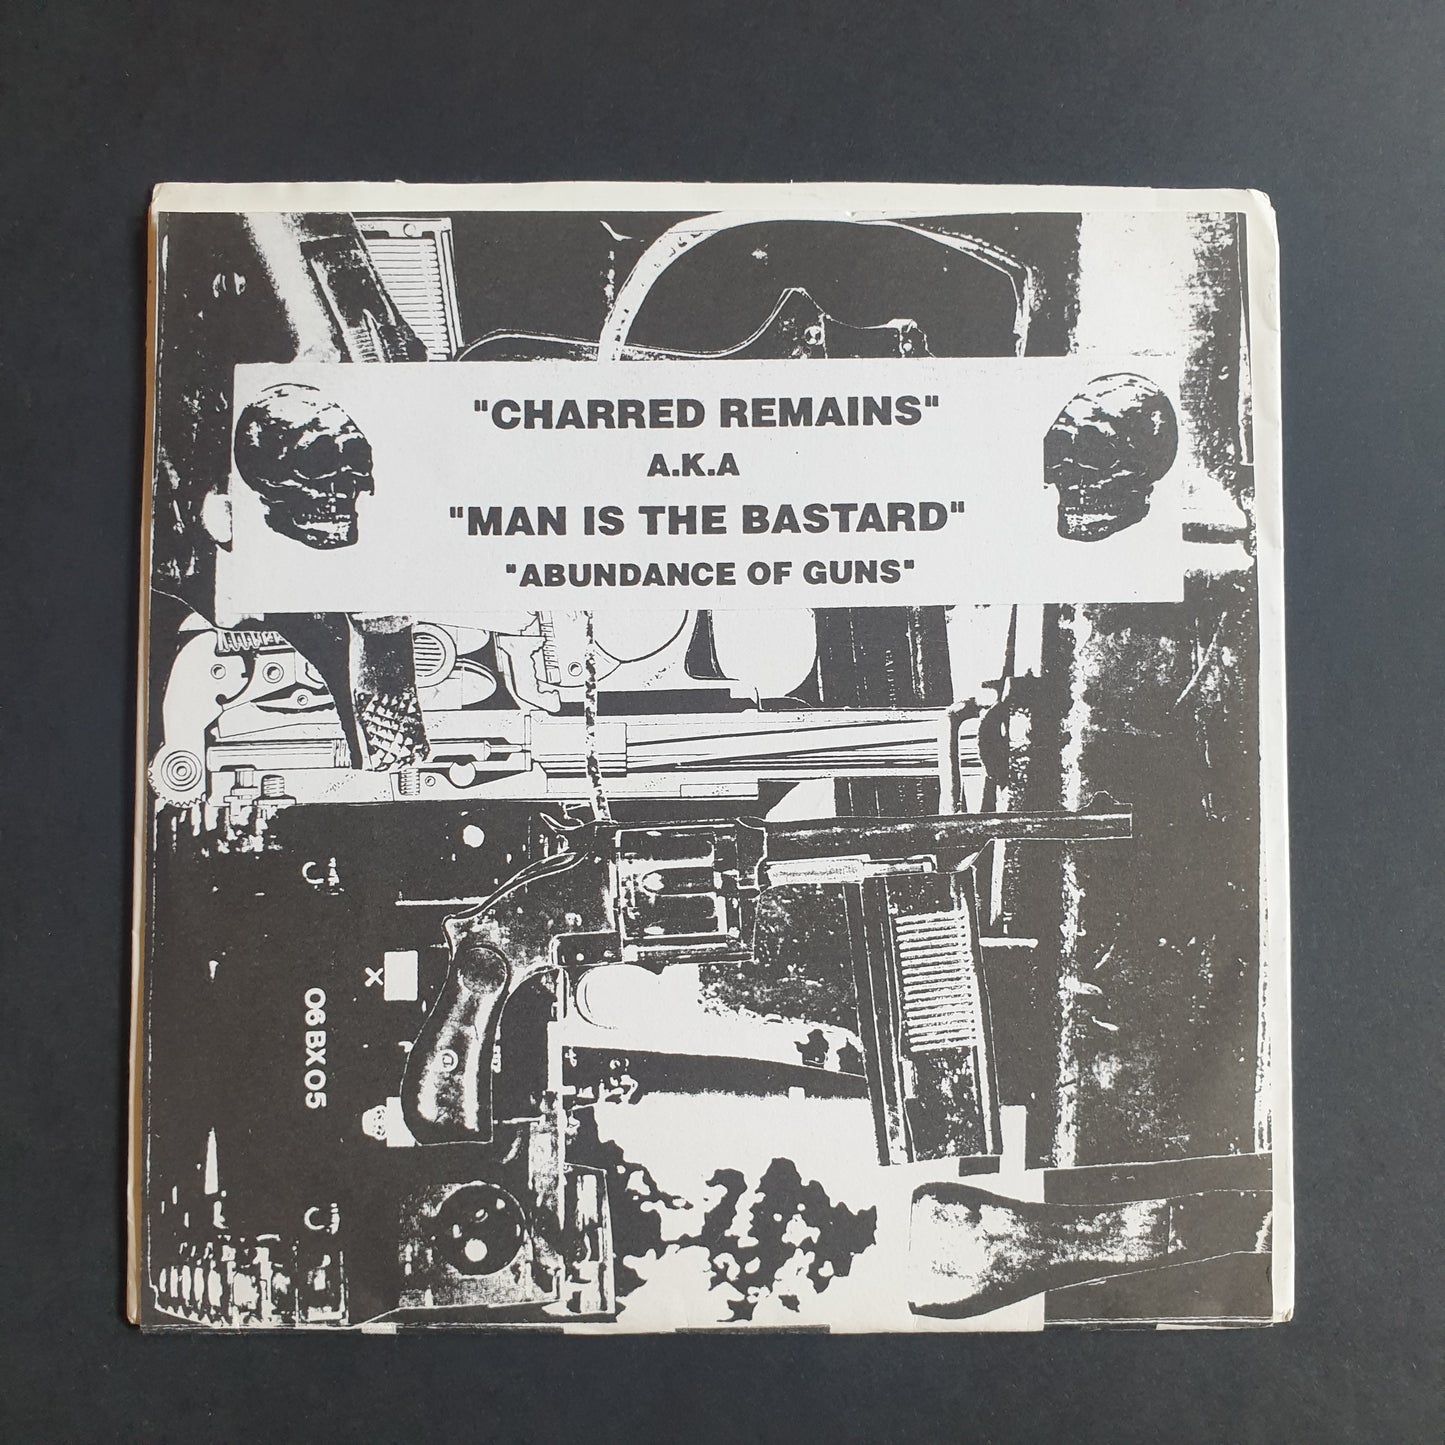 "CHARRED REMAINS"
A.K.A
"MAN IS THE BASTARD"
"ABUNDANCE OF GUNS"
X
06BX05